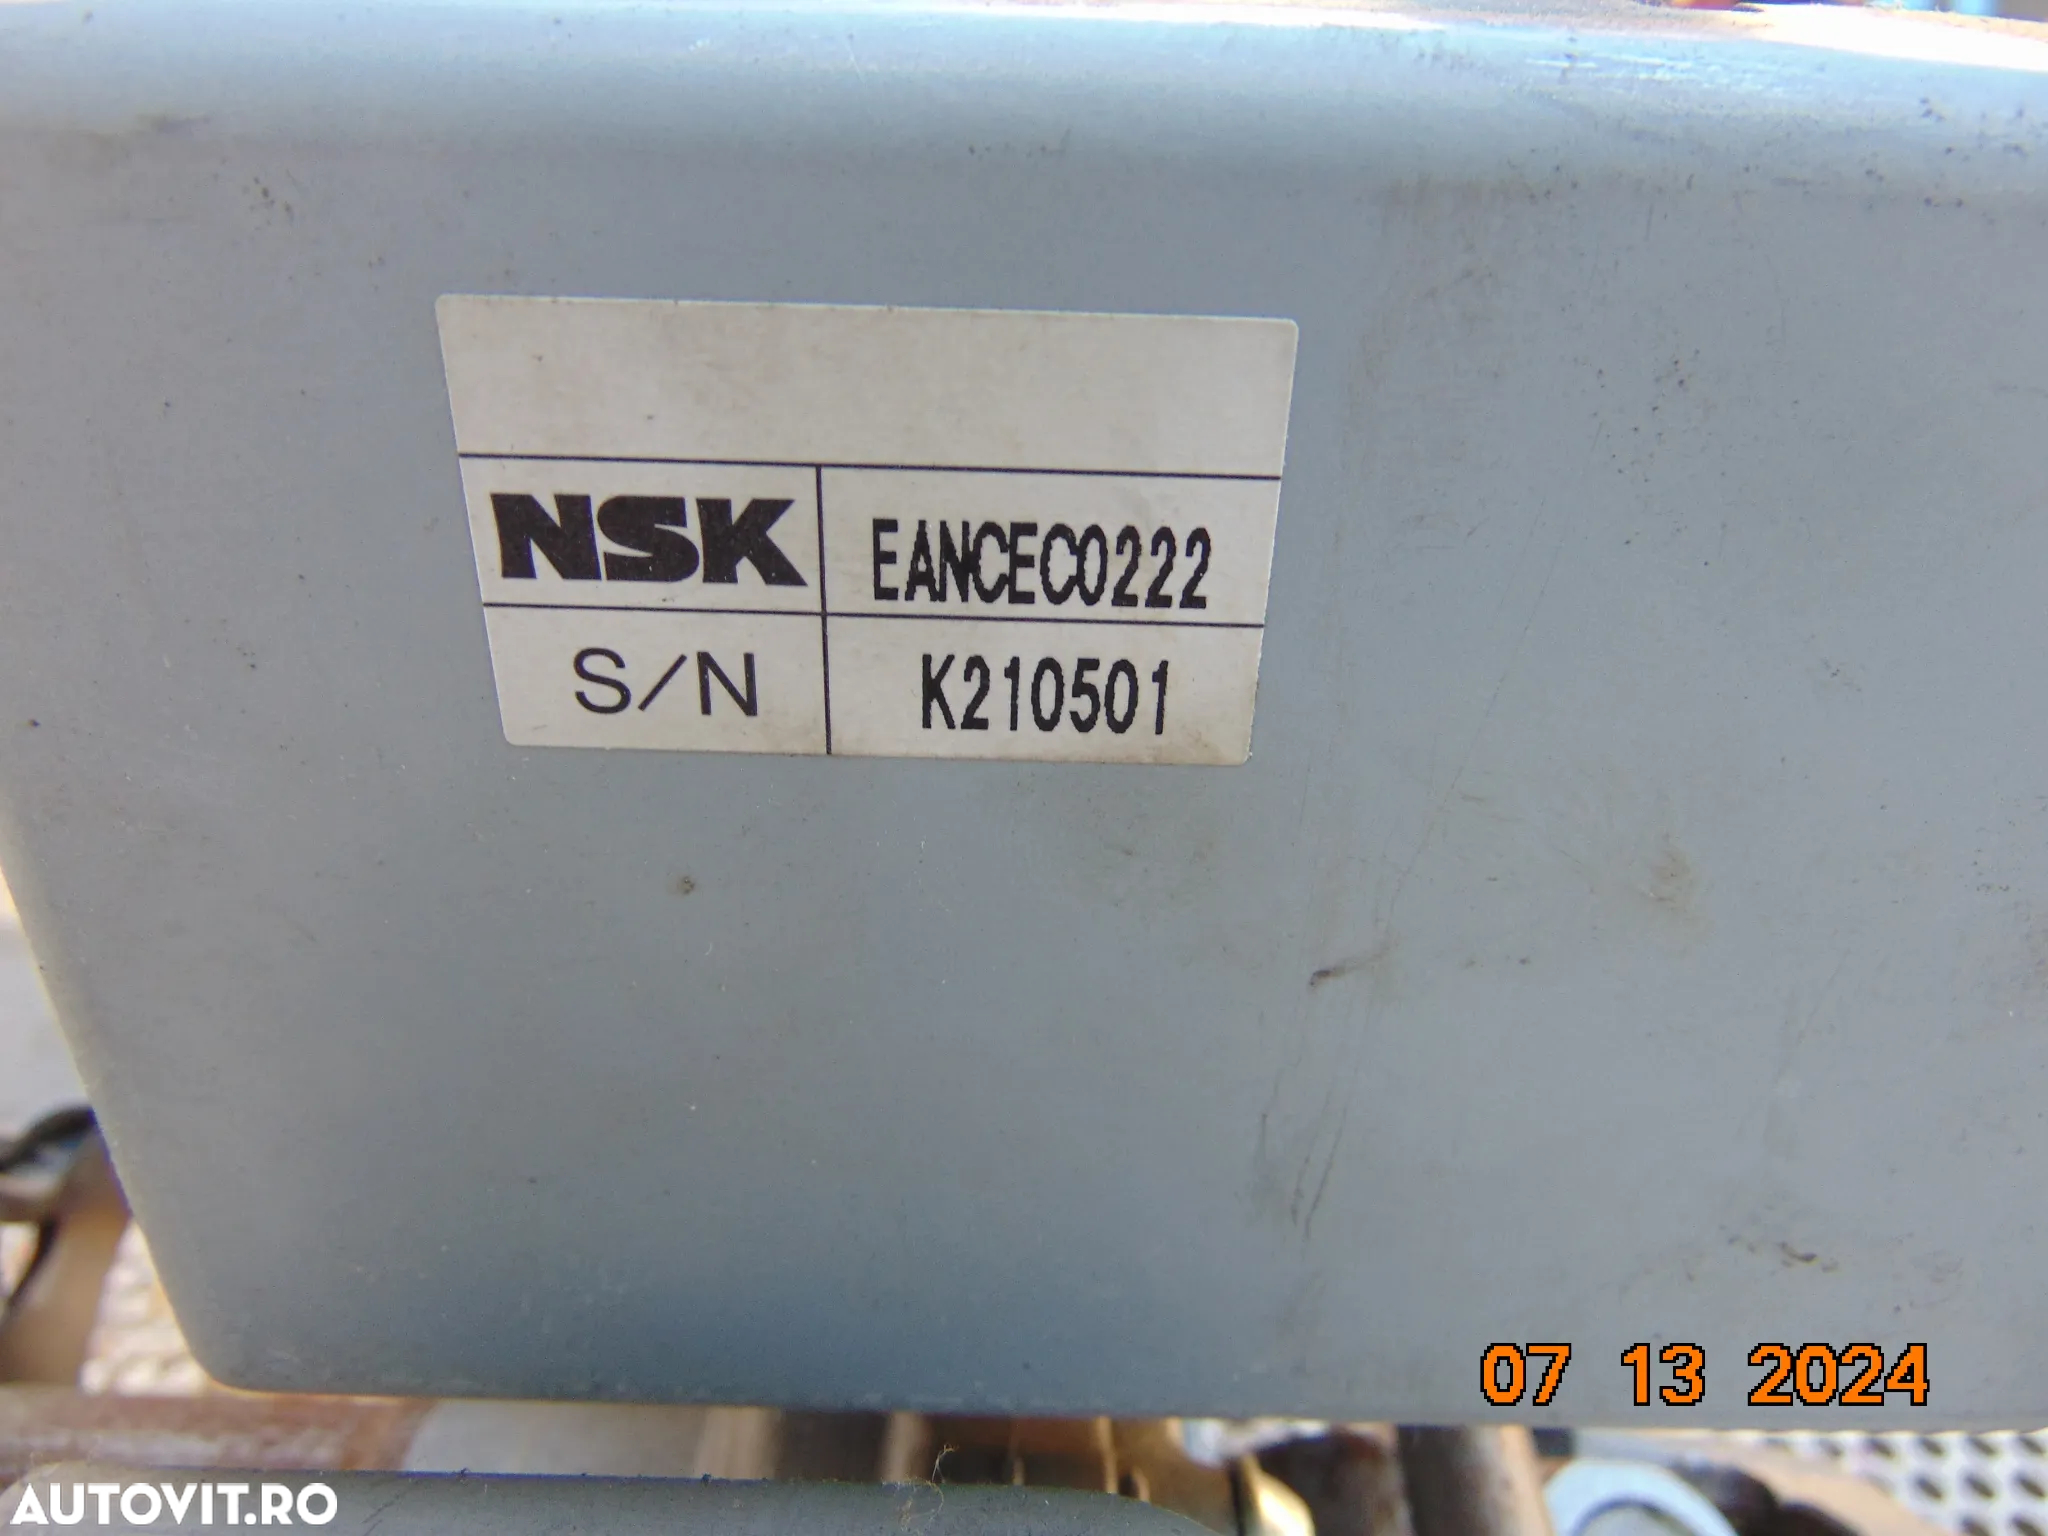 NSK EANCEC0222
S/N K210501
07 13 2024
AUTOVIT.RO